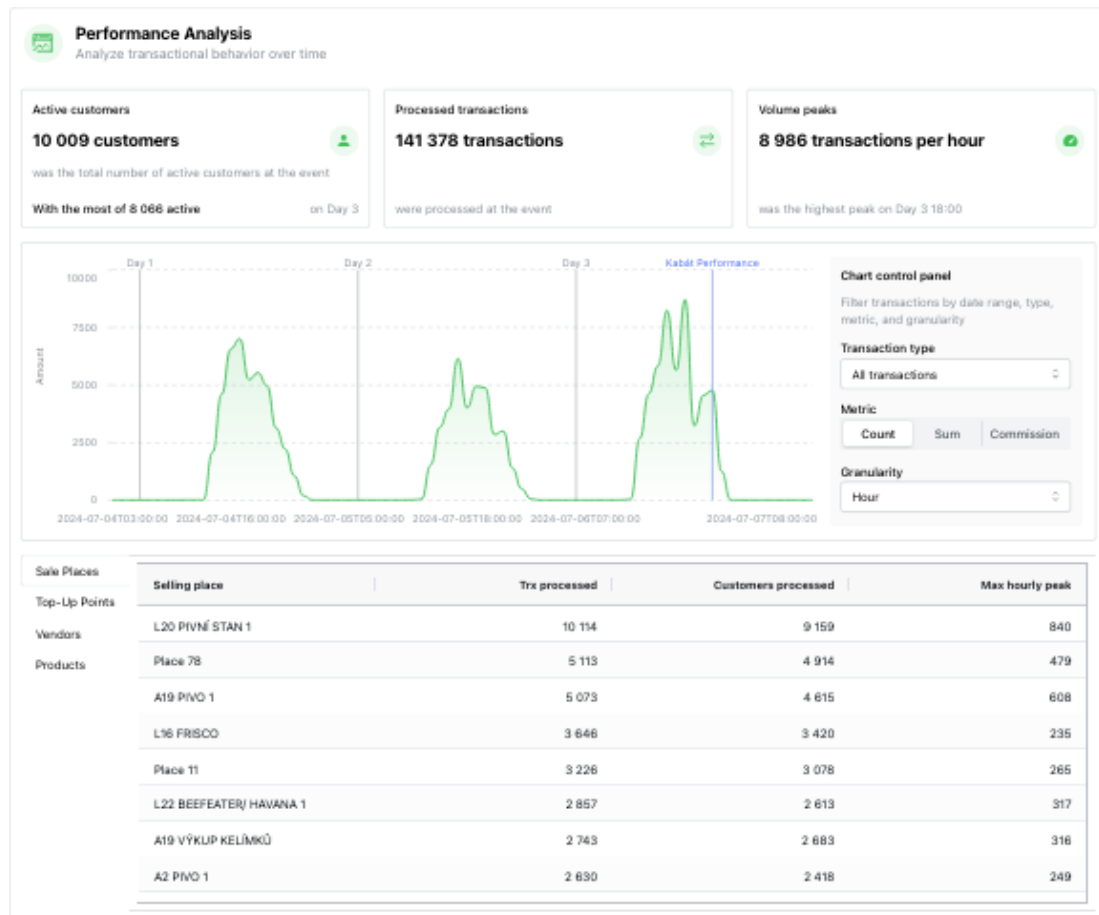 Performance Analysis
Analyze transactional behavior over time
Active customers
10 009 customers
was the total number of active customers at the event
With the most of 8 066 active on Day 3
Processed transactions
141 378 transactions
were processed at the event
Volume peaks
8 986 transactions per hour
was the highest peak on Day 3 18:00
Day 1 Day 2 Day 3 Kabát Performance
Amount
10000
7500
5000
2500
0
2024-07-04T03:00:00 2024-07-04T16:00:00 2024-07-05T05:00:00 2024-07-05T18:00:00 2024-07-06T07:00:00 2024-07-07T08:00:00
Chart control panel
Filter transactions by date range, type,
metric, and granularity
Transaction type
All transactions
Metric
Count Sum Commission
Granularity
Hour
Sale Places
Top-Up Points
Vendors
Products
Selling place Trx processed Customers processed Max hourly peak
L20 PIVNÍ STAN 1 10 114 9 159 840
Place 78 5 113 4 914 479
A19 PIVO 1 5 073 4 615 608
L16 FRISCO 3 646 3 420 235
Place 11 3 226 3 078 265
L22 BEEFEATER/ HAVANA 1 2 857 2 613 317
A19 VÝKUP KELÍMKŮ 2 743 2 683 316
A2 PIVO 1 2 630 2 418 249